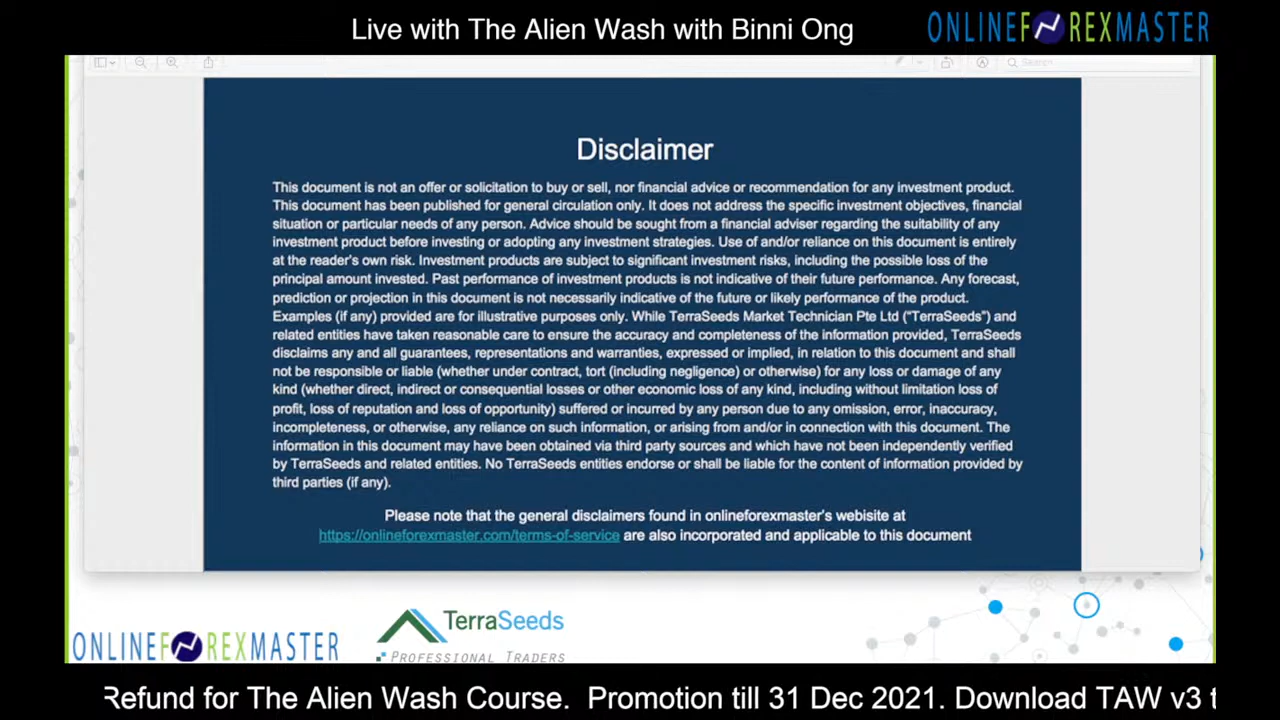 Live with The Alien Wash with Binni Ong
ONLINEFOREXMASTER
Search
Disclaimer
This document is not an offer or solicitation to buy or sell, nor financial advice or recommendation for any investment product.
This document has been published for general circulation only. It does not address the specific investment objectives, financial
situation or particular needs of any person. Advice should be sought from a financial adviser regarding the suitability of any
investment product before investing or adopting any investment strategies. Use of and/or reliance on this document is entirely
at the reader's own risk. Investment products are subject to significant investment risks, including the possible loss of the
principal amount invested. Past performance of investment products is not indicative of their future performance. Any forecast,
prediction or projection in this document is not necessarily indicative of the future or likely performance of the product.
Examples (if any) provided are for illustrative purposes only. While TerraSeeds Market Technician Pte Ltd ("TerraSeeds") and
related entities have taken reasonable care to ensure the accuracy and completeness of the information provided, TerraSeeds
disclaims any and all guarantees, representations and warranties, expressed or implied, in relation to this document and shall
not be responsible or liable (whether under contract, tort (including negligence) or otherwise) for any loss or damage of any
kind (whether direct, indirect or consequential losses or other economic loss of any kind, including without limitation loss of
profit, loss of reputation and loss of opportunity) suffered or incurred by any person due to any omission, error, inaccuracy,
incompleteness, or otherwise, any reliance on such information, or arising from and/or in connection with this document. The
information in this document may have been obtained via third party sources and which have not been independently verified
by TerraSeeds and related entities. No TerraSeeds entities endorse or shall be liable for the content of information provided by
third parties (if any).
Please note that the general disclaimers found in onlineforexmaster's webisite at
https://onlineforexmaster.com/terms-of-service are also incorporated and applicable to this document
TerraSeeds
ONLINEFOREXMASTER
PROFESSIONAL TRADERS
Refund for The Alien Wash Course. Promotion till 31 Dec 2021. Download TAW v3 t